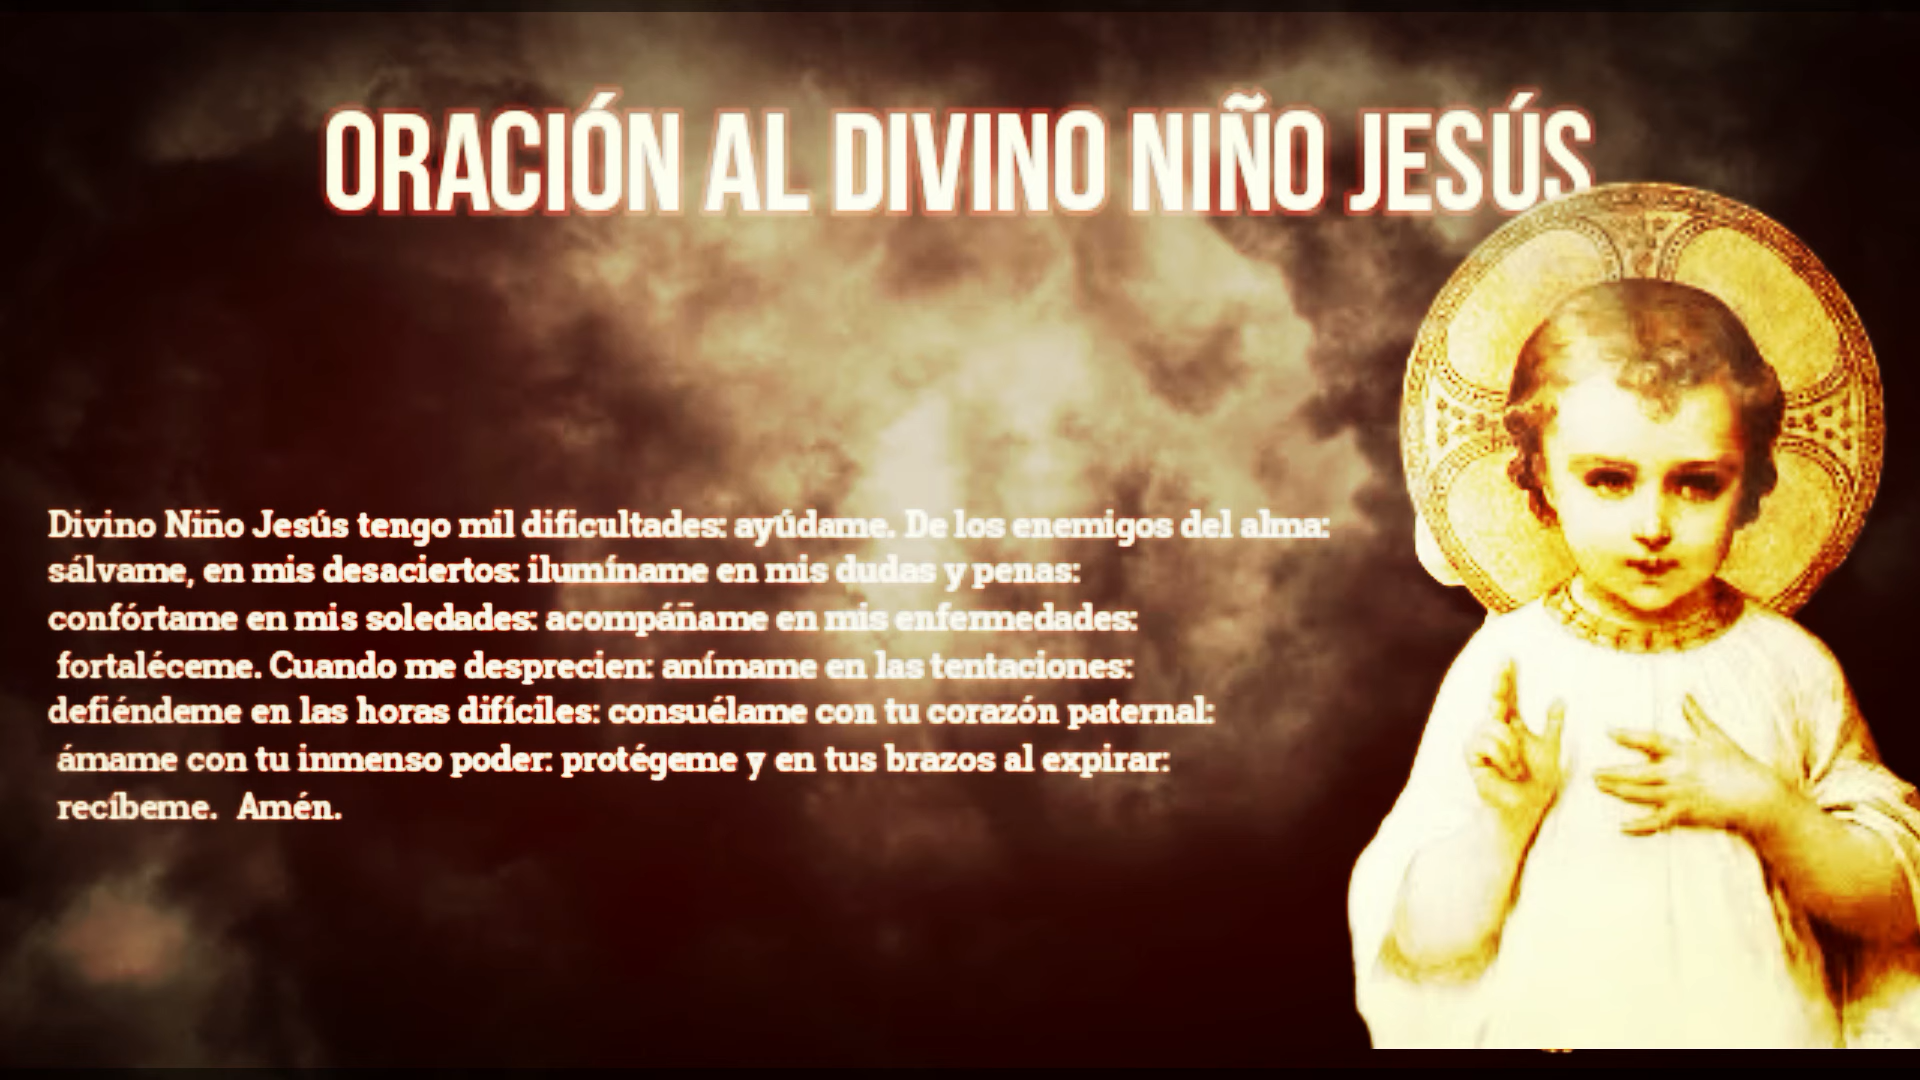 ORACIÓN AL DIVINO NIÑO JESÚS
Divino Niño Jesús tengo mil dificultades: ayúdame. De los enemigos del alma:
sálvame, en mis desaciertos: ilumíname en mis dudas y penas:
confórtame en mis soledades: acompáñame en mis enfermedades:
fortaléceme. Cuando me desprecien: anímame en las tentaciones:
defiéndeme en las horas difíciles: consuélame con tu corazón paternal:
ámame con tu inmenso poder: protégeme y en tus brazos al expirar:
recíbeme. Amén.